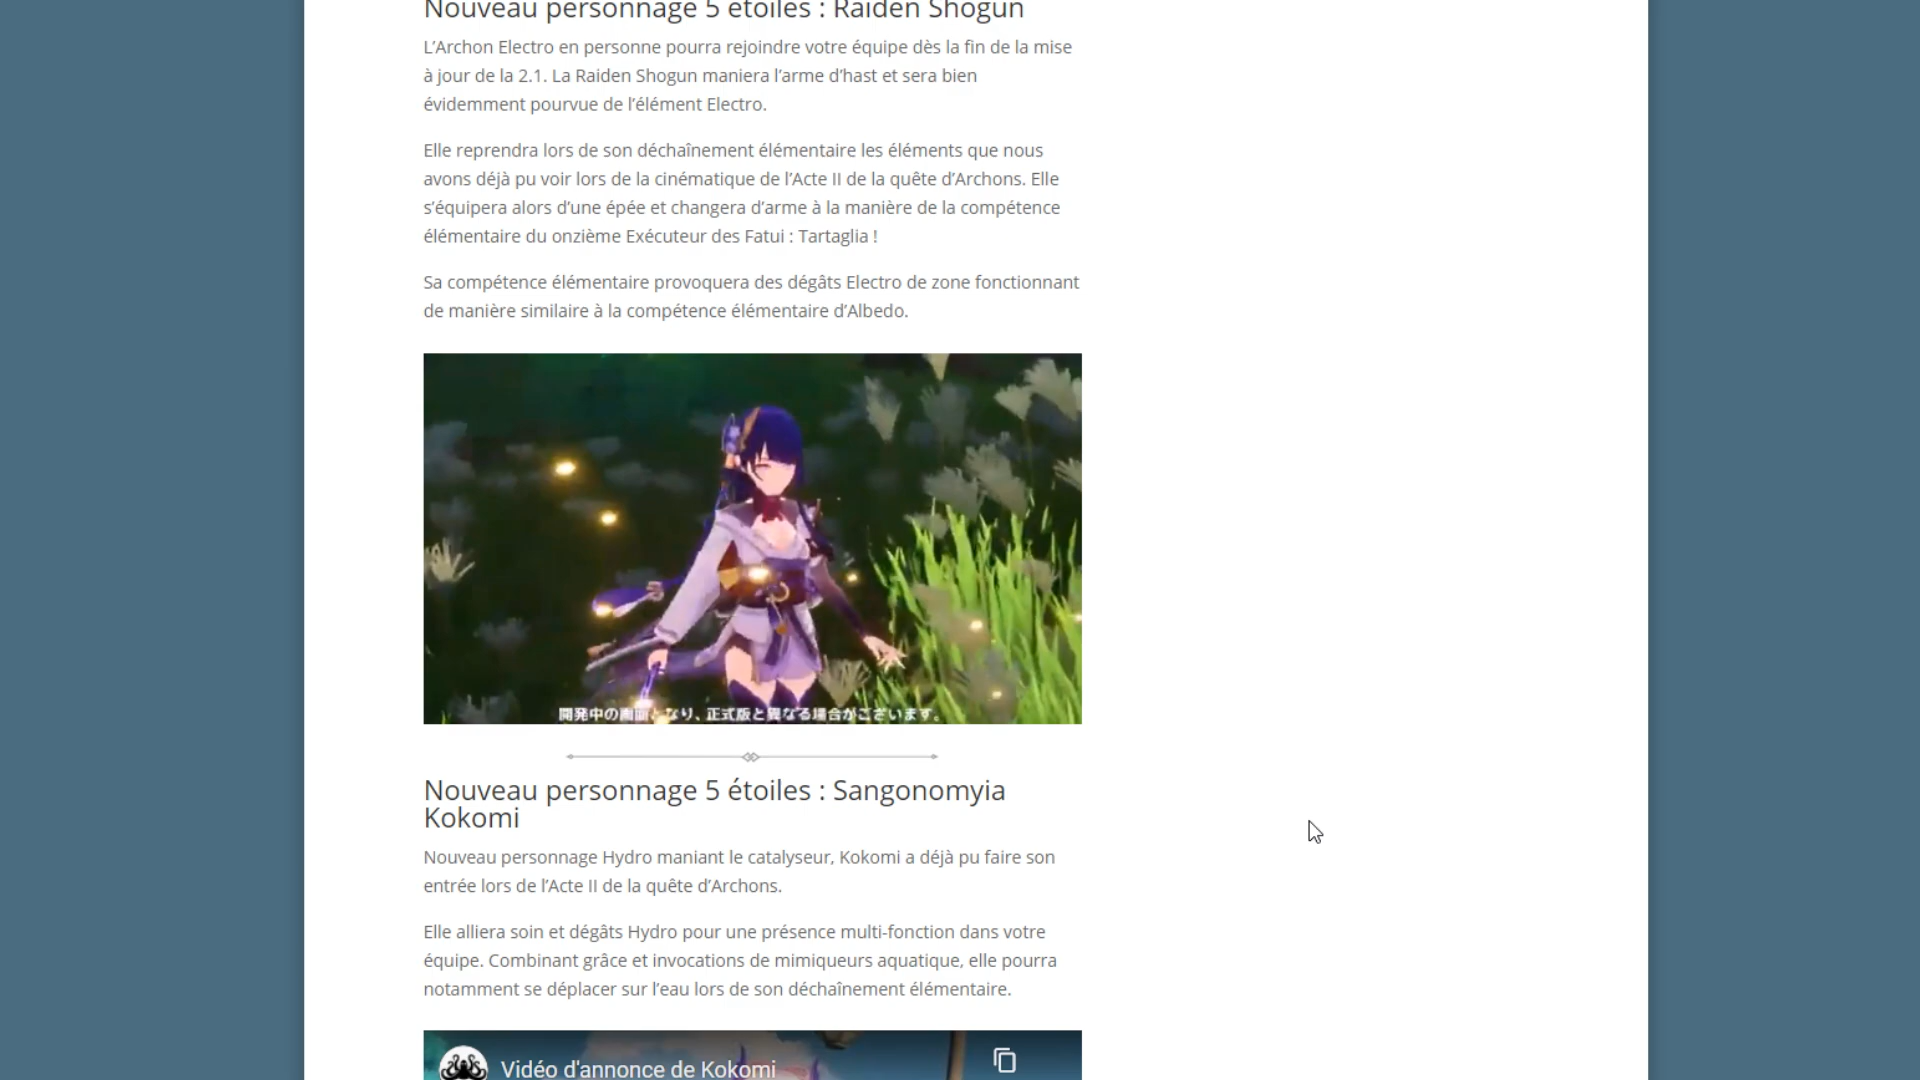 Nouveau personnage 5 étoiles : Raiden Shogun
L’Archon Electro en personne pourra rejoindre votre équipe dès la fin de la mise
à jour de la 2.1. La Raiden Shogun maniera l’arme d’hast et sera bien
évidemment pourvue de l’élément Electro.
Elle reprendra lors de son déchaînement élémentaire les éléments que nous
avons déjà pu voir lors de la cinématique de l’Acte II de la quête d’Archons. Elle
s’équipera alors d’une épée et changera d’arme à la manière de la compétence
élémentaire du onzième Exécuteur des Fatui : Tartaglia !
Sa compétence élémentaire provoquera des dégâts Electro de zone fonctionnant
de manière similaire à la compétence élémentaire d’Albedo.
開発中の画面となり、正式版と異なる場合がございます。
Nouveau personnage 5 étoiles : Sangonomyia
Kokomi
Nouveau personnage Hydro maniant le catalyseur, Kokomi a déjà pu faire son
entrée lors de l’Acte II de la quête d’Archons.
Elle alliera soin et dégâts Hydro pour une présence multi-fonction dans votre
équipe. Combinant grâce et invocations de mimiqueurs aquatique, elle pourra
notamment se déplacer sur l’eau lors de son déchaînement élémentaire.
Vidéo d'annonce de Kokomi